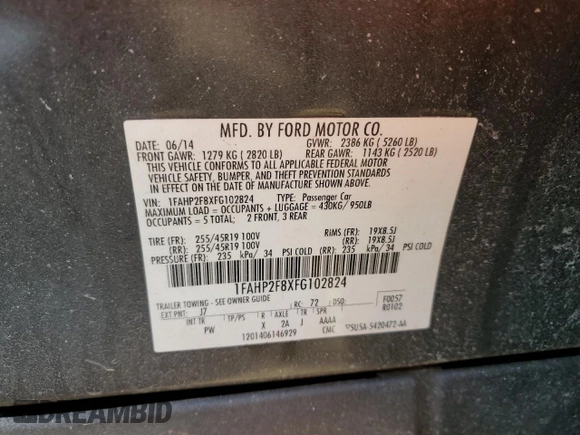 MFD. BY FORD MOTOR CO.
DATE: 06/14 GVWR: 2386 KG ( 5260 LB)
FRONT GAWR: 1279 KG ( 2820 LB) REAR GAWR: 1143 KG ( 2520 LB)
THIS VEHICLE CONFORMS TO ALL APPLICABLE FEDERAL MOTOR
VEHICLE SAFETY, BUMPER, AND THEFT PREVENTION STANDARDS
IN EFFECT ON THE DATE OF MANUFACTURE SHOWN ABOVE.
VIN: 1FAHP2F8XFG102824 TYPE: Passenger Car
MAXIMUM LOAD = OCCUPANTS + LUGGAGE = 430KG/ 950LB
OCCUPANTS = 5 TOTAL; 2 FRONT, 3 REAR
TIRE (FR): 255/45R19 100V RIMS (FR): 19X8.5J
(RR): 255/45R19 100V (RR): 19X8.5J
PRESSURE (FR): 235 kPa/ 34 PSI COLD (RR): 235 kPa/ 34 PSI COLD
1FAHP2F8XFG102824
TRAILER TOWING - SEE OWNER GUIDE RC: 72 DSO: F0057
EXT PNT: J7 R0102
INT TR TP/PS R AXLE TR SPR
PW X 2A J AAAA
1201406146929 CMC
DREAMBID